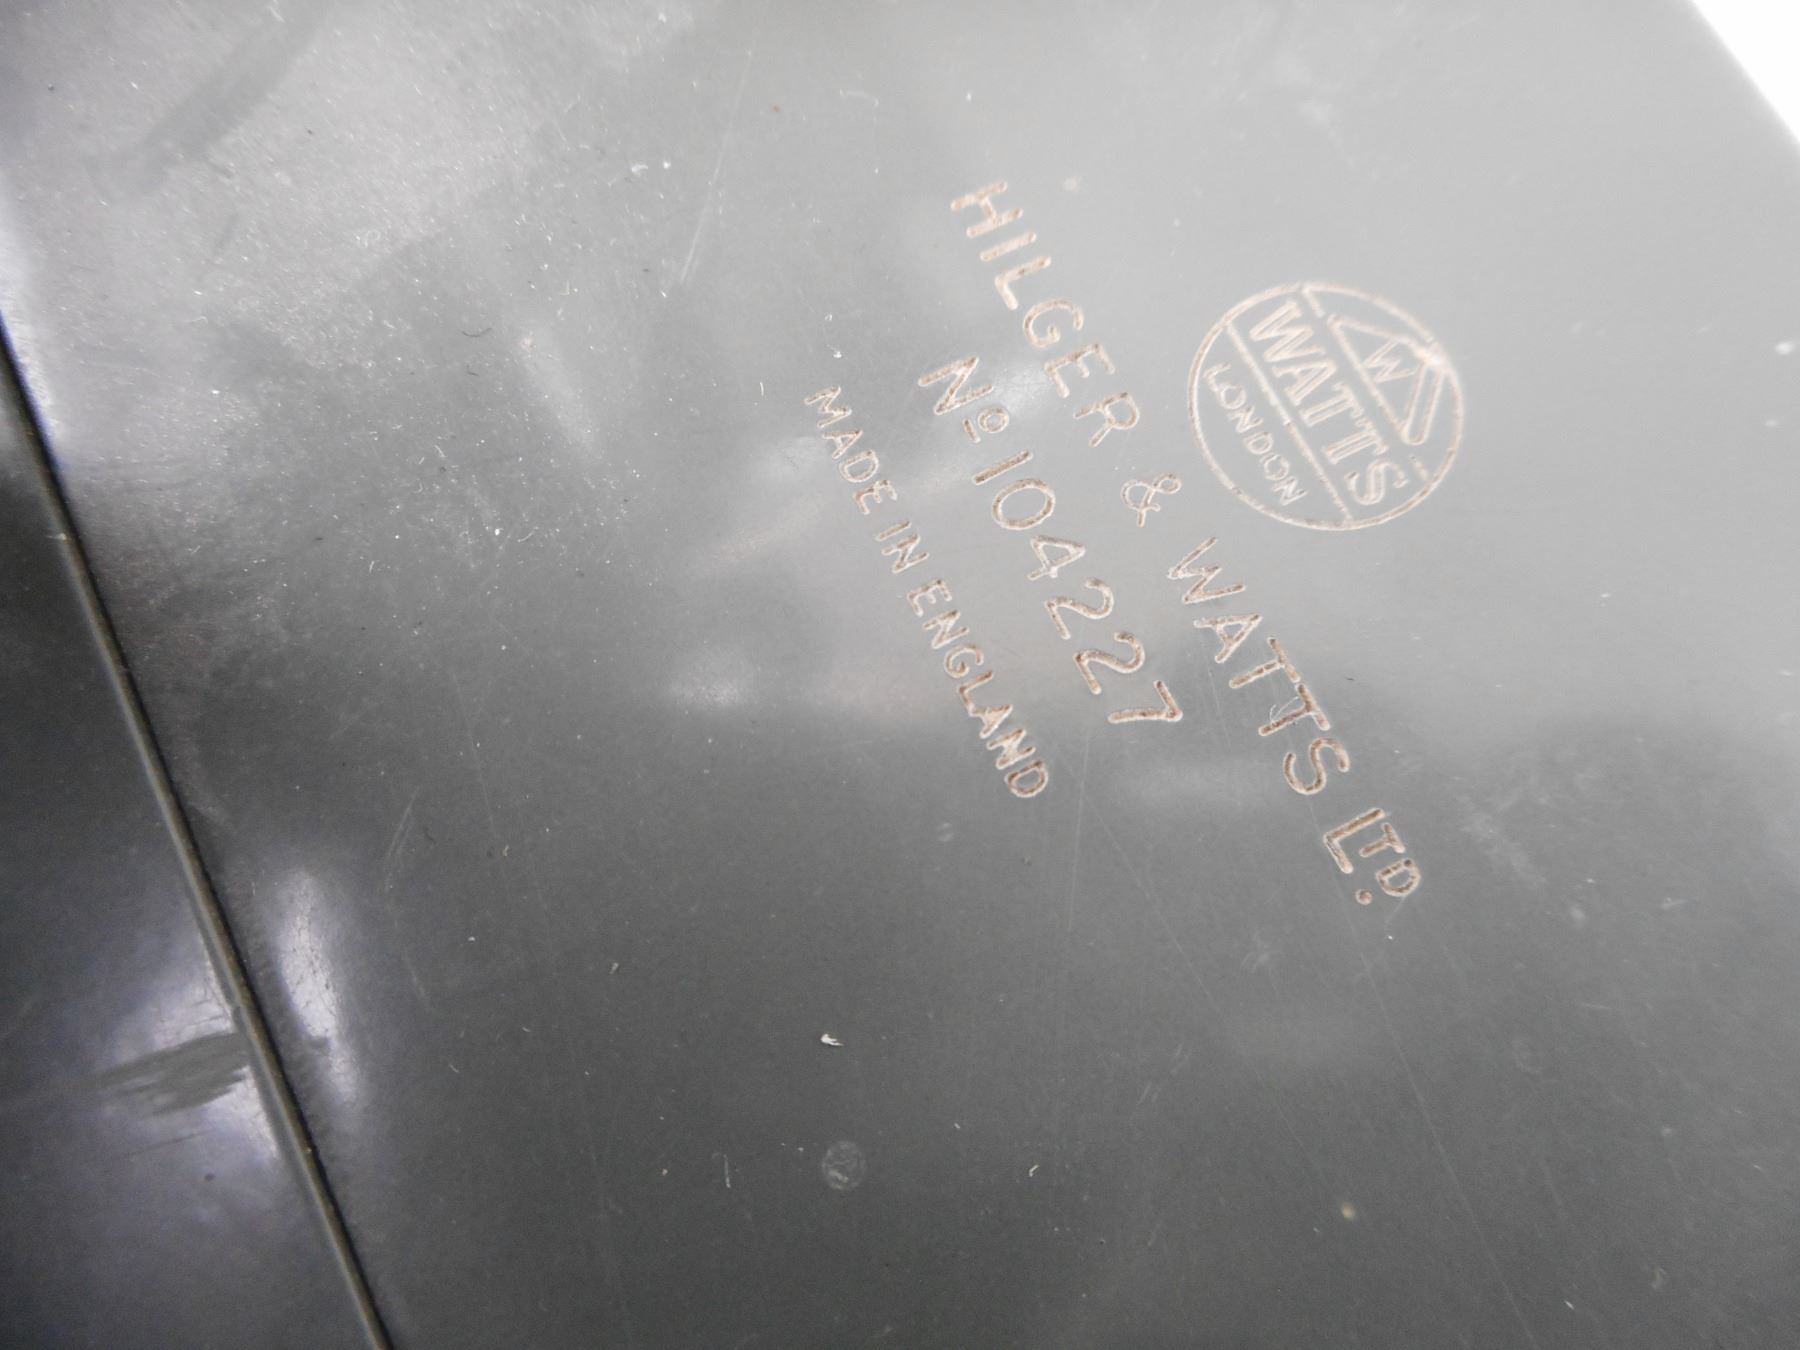 W
WATTS
LONDON
HILGER & WATTS LTD.
No 104227
MADE IN ENGLAND